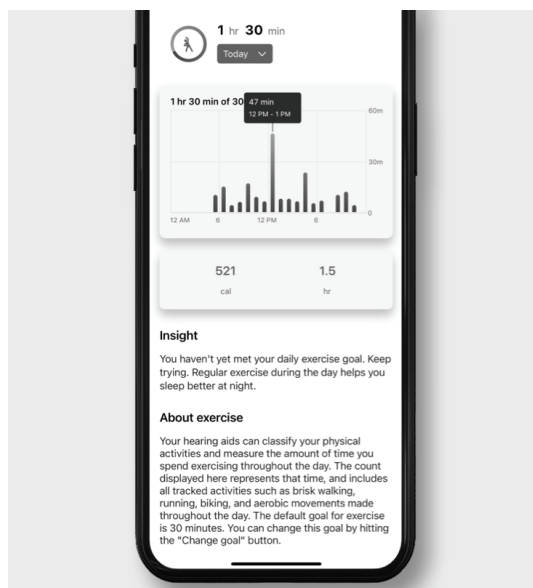 1 hr 30 min
Today
1 hr 30 min of 30
47 min
12 PM - 1 PM
60m
30m
0
12 AM 6 12 PM 6
521 1.5
cal hr
Insight
You haven't yet met your daily exercise goal. Keep
trying. Regular exercise during the day helps you
sleep better at night.
About exercise
Your hearing aids can classify your physical
activities and measure the amount of time you
spend exercising throughout the day. The count
displayed here represents that time, and includes
all tracked activities such as brisk walking,
running, biking, and aerobic movements made
throughout the day. The default goal for exercise
is 30 minutes. You can change this goal by hitting
the "Change goal" button.